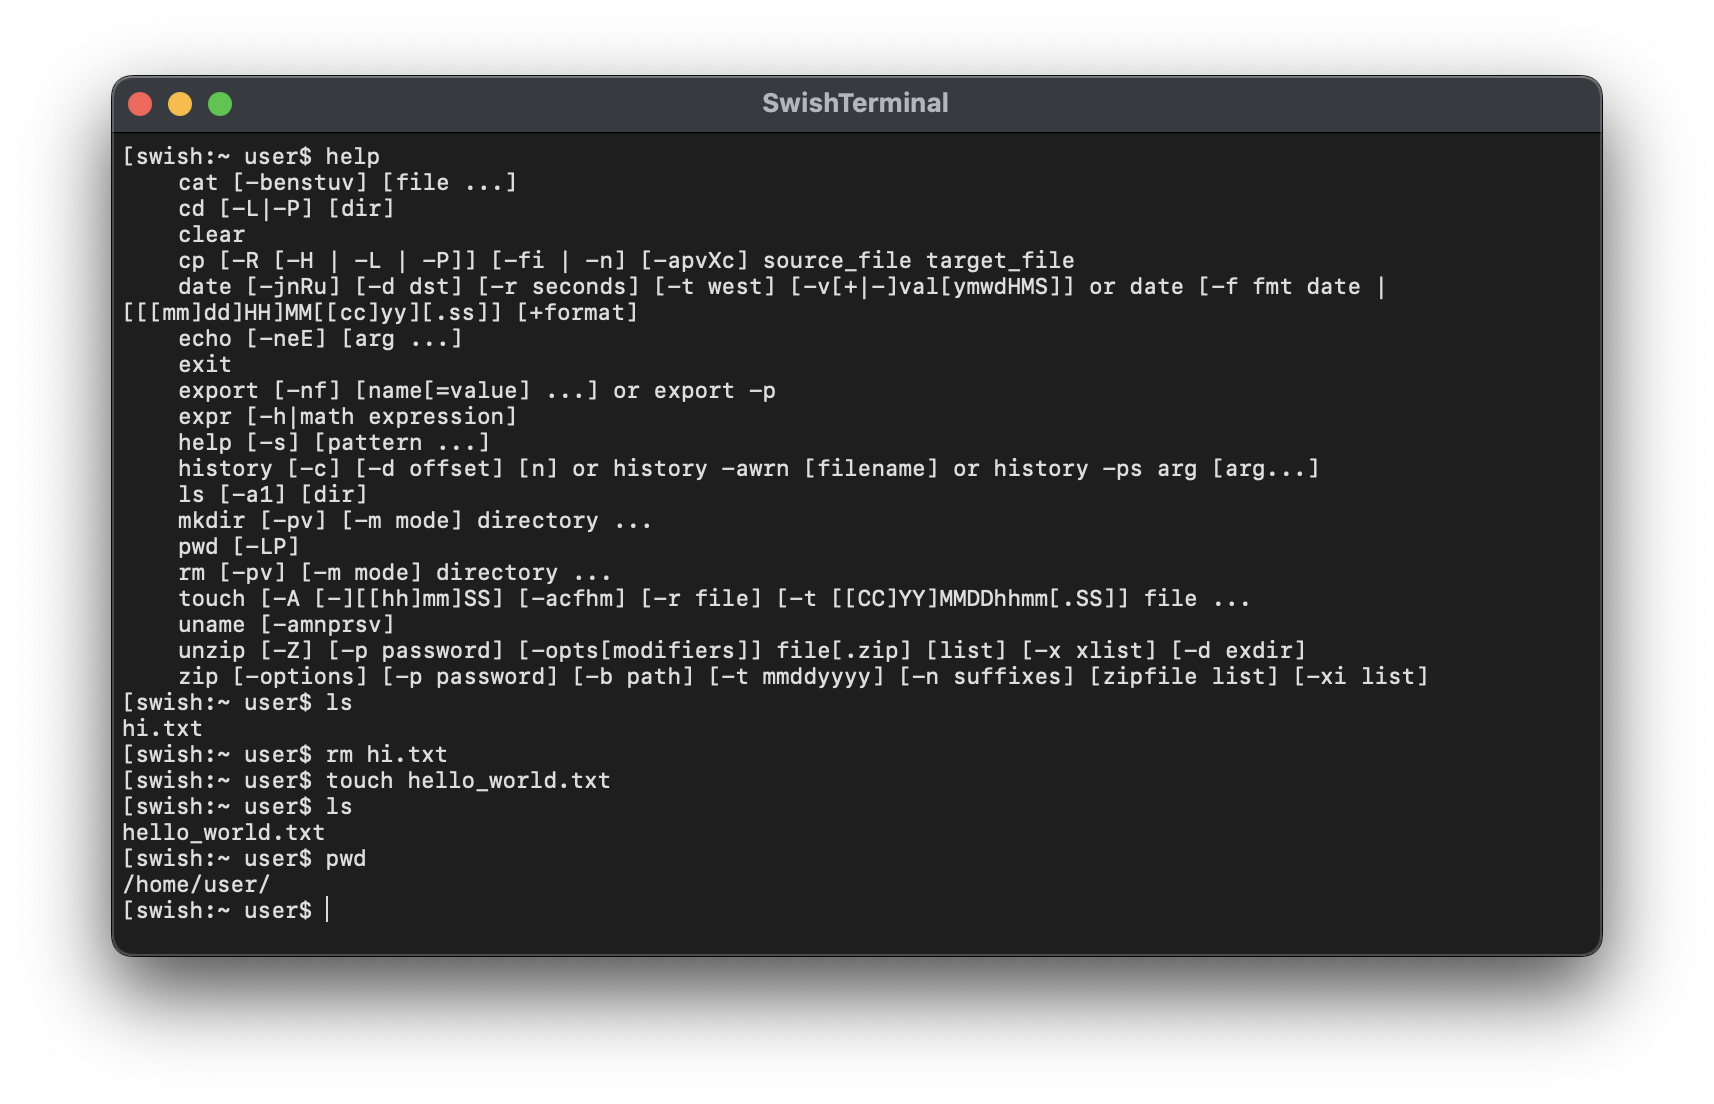 SwishTerminal
[swish:~ user$ help
    cat [-benstuv] [file ...]
    cd [-L|-P] [dir]
    clear
    cp [-R [-H | -L | -P]] [-fi | -n] [-apvXc] source_file target_file
    date [-jnRu] [-d dst] [-r seconds] [-t west] [-v[+|-]val[ymwdHMS]] or date [-f fmt date |
[[[mm]dd]HH]MM[[cc]yy][.ss]] [+format]
    echo [-neE] [arg ...]
    exit
    export [-nf] [name[=value] ...] or export -p
    expr [-h|math expression]
    help [-s] [pattern ...]
    history [-c] [-d offset] [n] or history -awrn [filename] or history -ps arg [arg...]
    ls [-a1] [dir]
    mkdir [-pv] [-m mode] directory ...
    pwd [-LP]
    rm [-pv] [-m mode] directory ...
    touch [-A [-][[hh]mm]SS] [-acfhm] [-r file] [-t [[CC]YY]MMDDhhmm[.SS]] file ...
    uname [-amnprsv]
    unzip [-Z] [-p password] [-opts[modifiers]] file[.zip] [list] [-x xlist] [-d exdir]
    zip [-options] [-p password] [-b path] [-t mmddyyyy] [-n suffixes] [zipfile list] [-xi list]
[swish:~ user$ ls
hi.txt
[swish:~ user$ rm hi.txt
[swish:~ user$ touch hello_world.txt
[swish:~ user$ ls
hello_world.txt
[swish:~ user$ pwd
/home/user/
[swish:~ user$